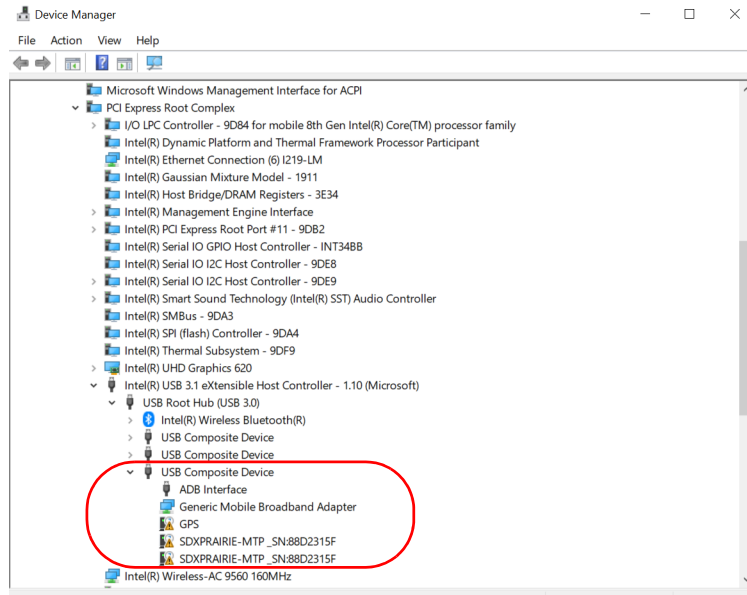 Device Manager
File Action View Help
Microsoft Windows Management Interface for ACPI
PCI Express Root Complex
I/O LPC Controller - 9D84 for mobile 8th Gen Intel(R) Core(TM) processor family
Intel(R) Dynamic Platform and Thermal Framework Processor Participant
Intel(R) Ethernet Connection (6) I219-LM
Intel(R) Gaussian Mixture Model - 1911
Intel(R) Host Bridge/DRAM Registers - 3E34
Intel(R) Management Engine Interface
Intel(R) PCI Express Root Port #11 - 9DB2
Intel(R) Serial IO GPIO Host Controller - INT34BB
Intel(R) Serial IO I2C Host Controller - 9DE8
Intel(R) Serial IO I2C Host Controller - 9DE9
Intel(R) Smart Sound Technology (Intel(R) SST) Audio Controller
Intel(R) SMBus - 9DA3
Intel(R) SPI (flash) Controller - 9DA4
Intel(R) Thermal Subsystem - 9DF9
Intel(R) UHD Graphics 620
Intel(R) USB 3.1 eXtensible Host Controller - 1.10 (Microsoft)
USB Root Hub (USB 3.0)
Intel(R) Wireless Bluetooth(R)
USB Composite Device
USB Composite Device
USB Composite Device
ADB Interface
Generic Mobile Broadband Adapter
GPS
SDXPRAIRIE-MTP _SN:88D2315F
SDXPRAIRIE-MTP _SN:88D2315F
Intel(R) Wireless-AC 9560 160MHz